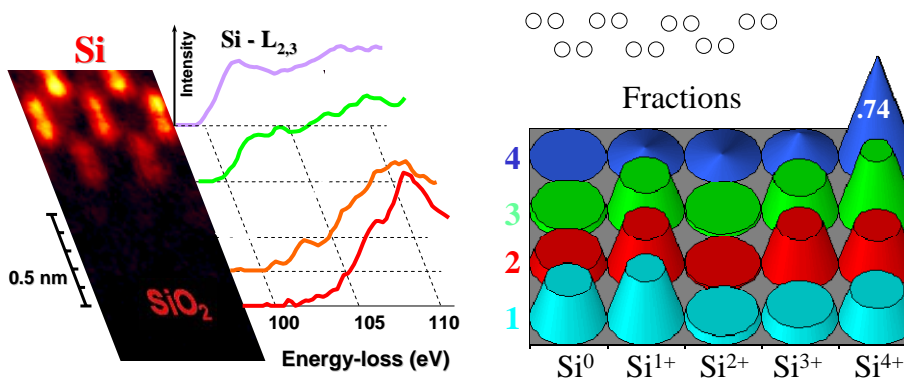 Si
Si - L2,3
Intensity
0.5 nm
SiO2
100 105 110
Energy-loss (eV)
Fractions
.74
4
3
2
1
Si0 Si1+ Si2+ Si3+ Si4+